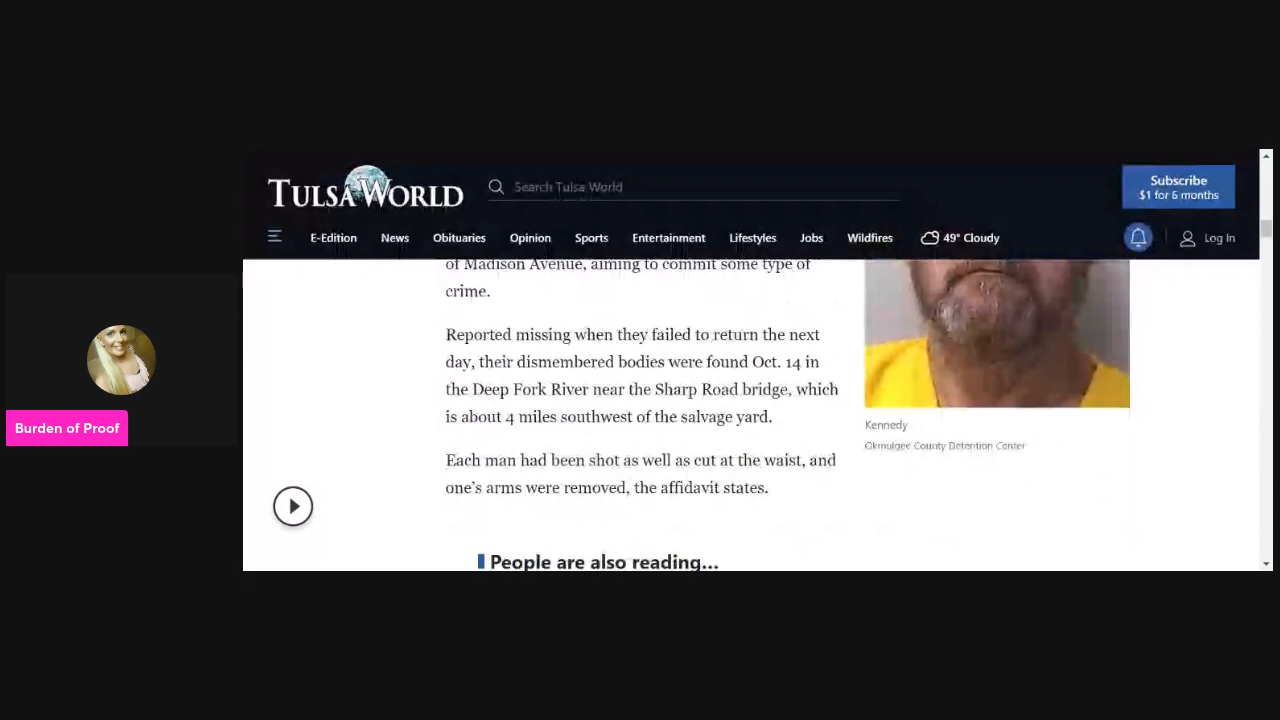 TULSA WORLD
Search Tulsa World
Subscribe
$1 for 6 months
E-Edition News Obituaries Opinion Sports Entertainment Lifestyles Jobs Wildfires 49° Cloudy Log In
of Madison Avenue, aiming to commit some type of
crime.
Reported missing when they failed to return the next
day, their dismembered bodies were found Oct. 14 in
the Deep Fork River near the Sharp Road bridge, which
is about 4 miles southwest of the salvage yard.
Each man had been shot as well as cut at the waist, and
one's arms were removed, the affidavit states.
Kennedy
Okmulgee County Detention Center
People are also reading...
Burden of Proof